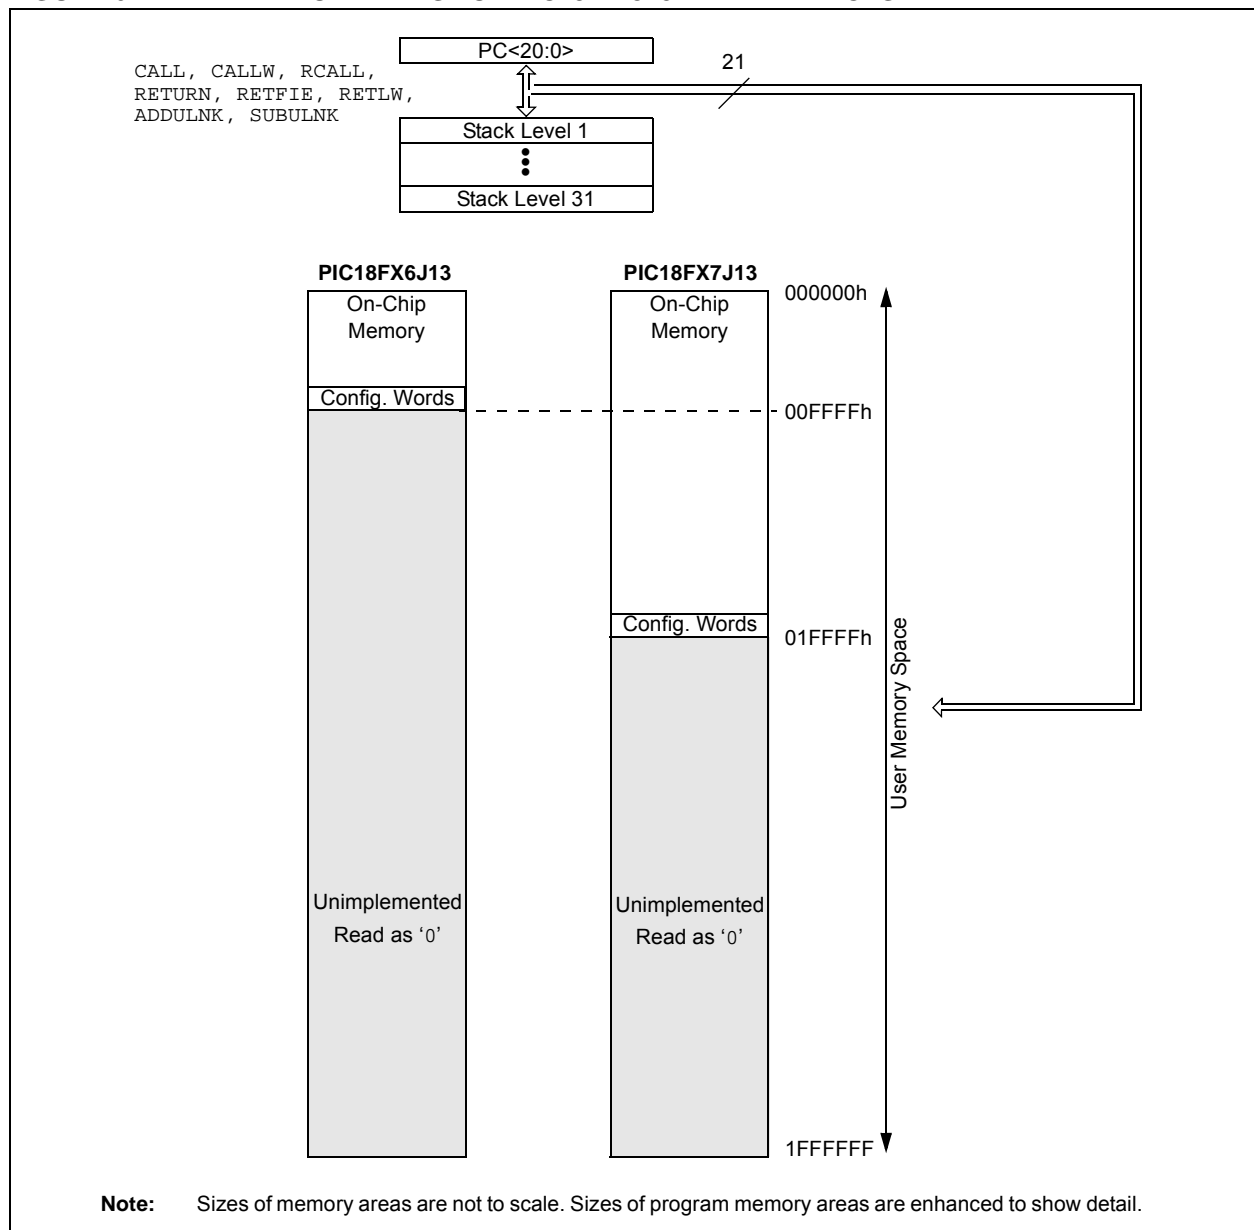 PC<20:0>
21
CALL, CALLW, RCALL,
RETURN, RETFIE, RETLW,
ADDULNK, SUBULNK
Stack Level 1
Stack Level 31
PIC18FX6J13
PIC18FX7J13
On-Chip
Memory
On-Chip
Memory
000000h
Config. Words
00FFFFh
Config. Words
01FFFFh
User Memory Space
Unimplemented
Read as ‘0’
Unimplemented
Read as ‘0’
1FFFFFF
Note: Sizes of memory areas are not to scale. Sizes of program memory areas are enhanced to show detail.